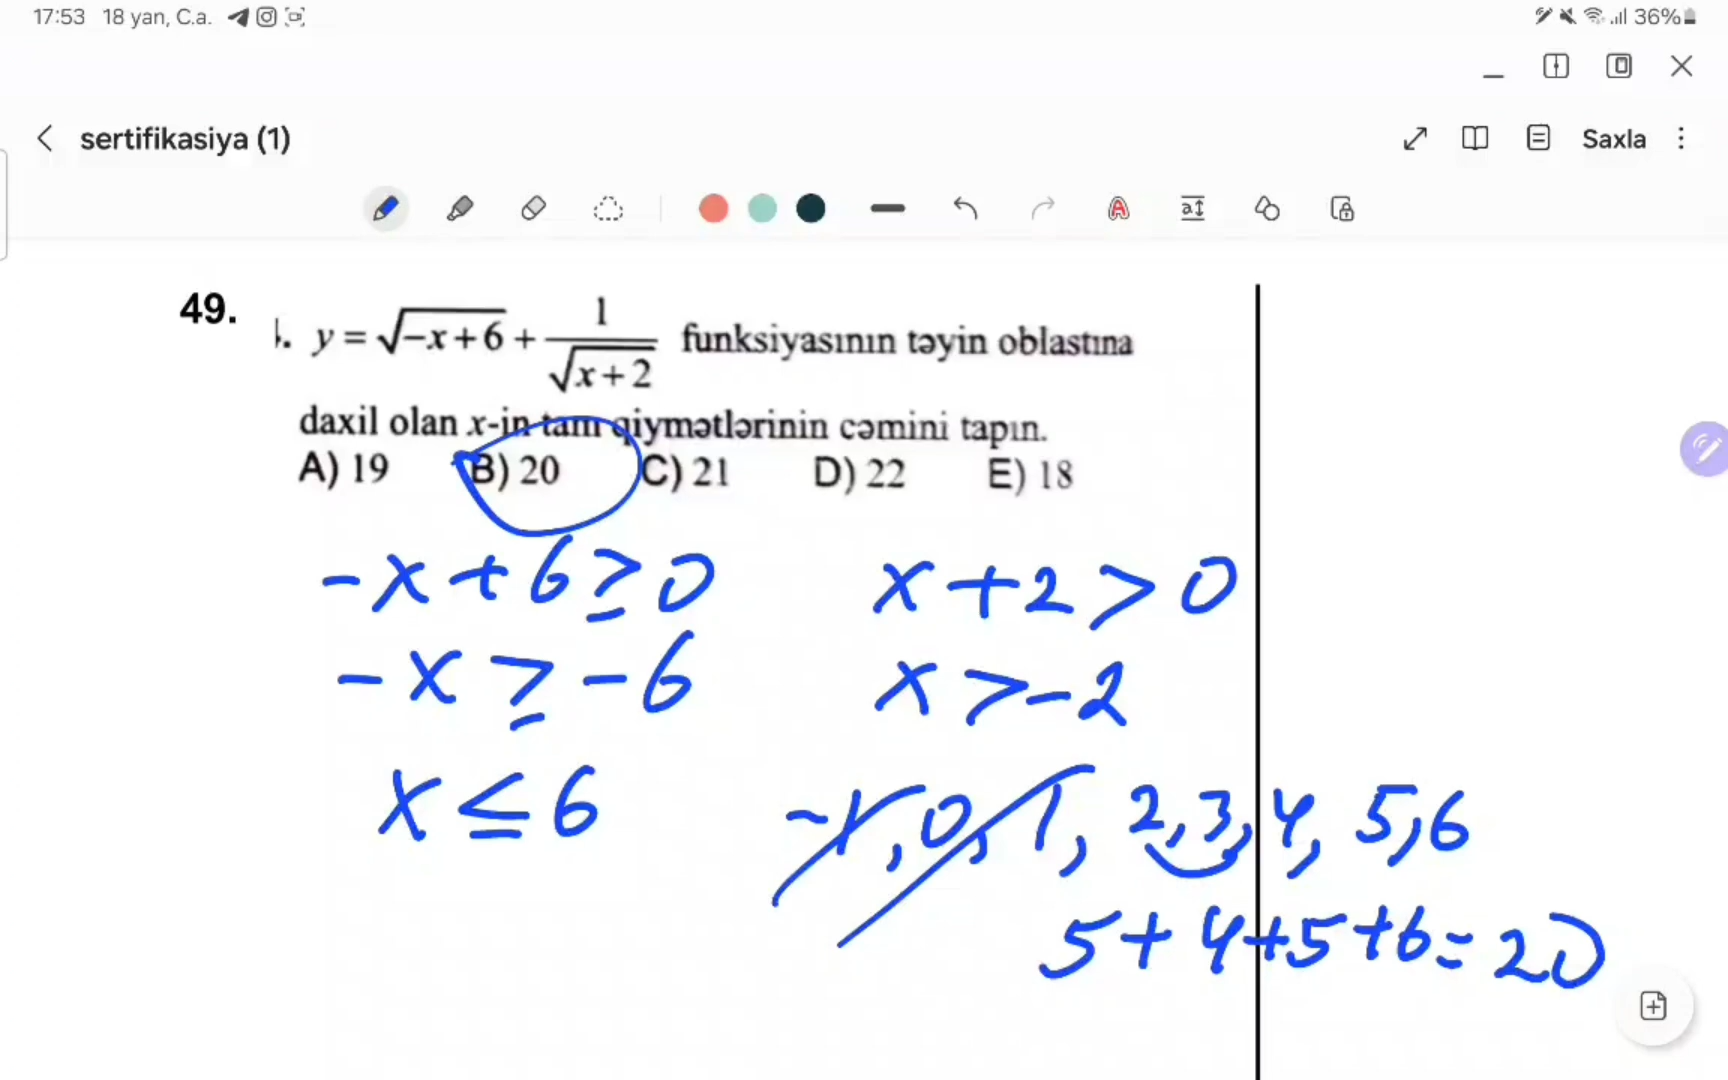 17:53 18 yan, C.a. 36%
sertifikasiya (1) Saxla
49. y = √-x+6 + 1/√x+2 funksiyasının təyin oblastına
daxil olan x-in tam qiymətlərinin cəmini tapın.
A) 19 B) 20 C) 21 D) 22 E) 18
-x+6≥0 x+2>0
-x≥-6 x>-2
x≤6 -1, 0, 1, 2, 3, 4, 5, 6
5+4+5+6=20